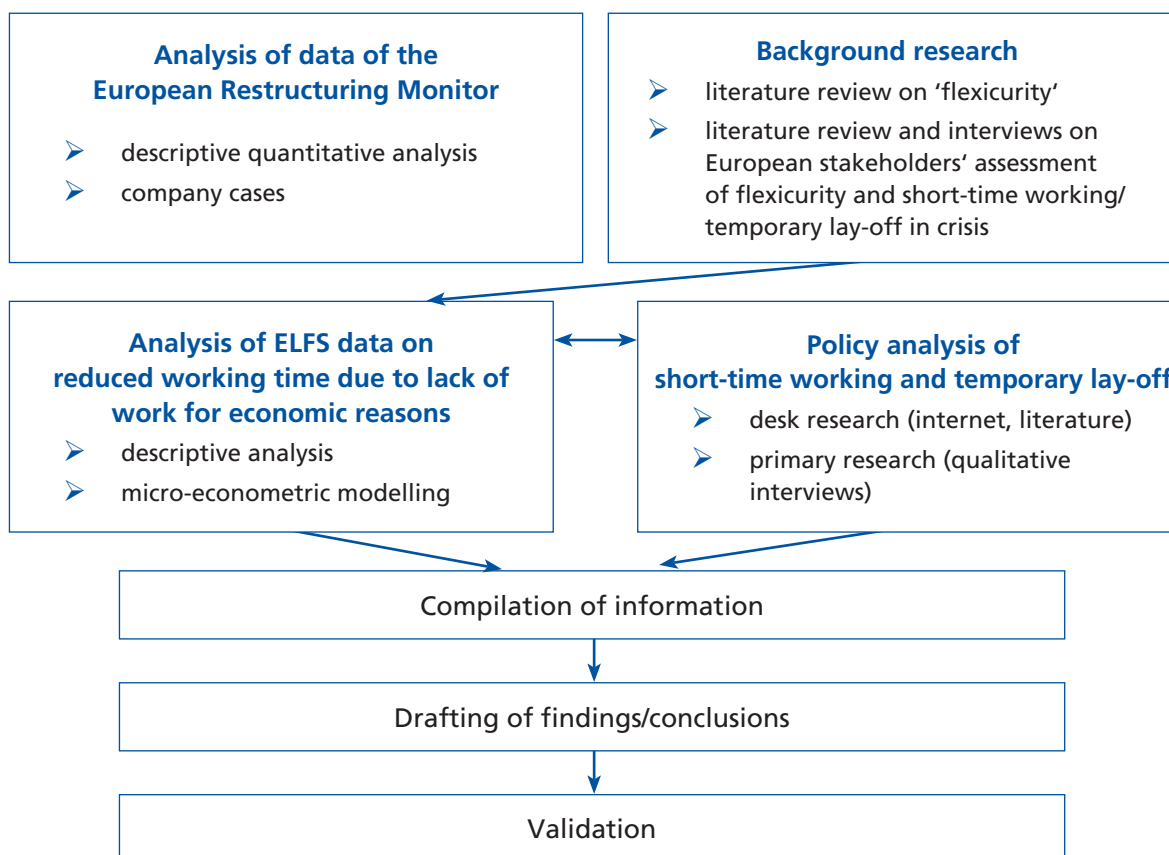 Analysis of data of the
European Restructuring Monitor
➢ descriptive quantitative analysis
➢ company cases
Background research
➢ literature review on ‘flexicurity‘
➢ literature review and interviews on
European stakeholders‘ assessment
of flexicurity and short-time working/
temporary lay-off in crisis
Analysis of ELFS data on
reduced working time due to lack of
work for economic reasons
➢ descriptive analysis
➢ micro-econometric modelling
Policy analysis of
short-time working and temporary lay-off
➢ desk research (internet, literature)
➢ primary research (qualitative
interviews)
Compilation of information
Drafting of findings/conclusions
Validation